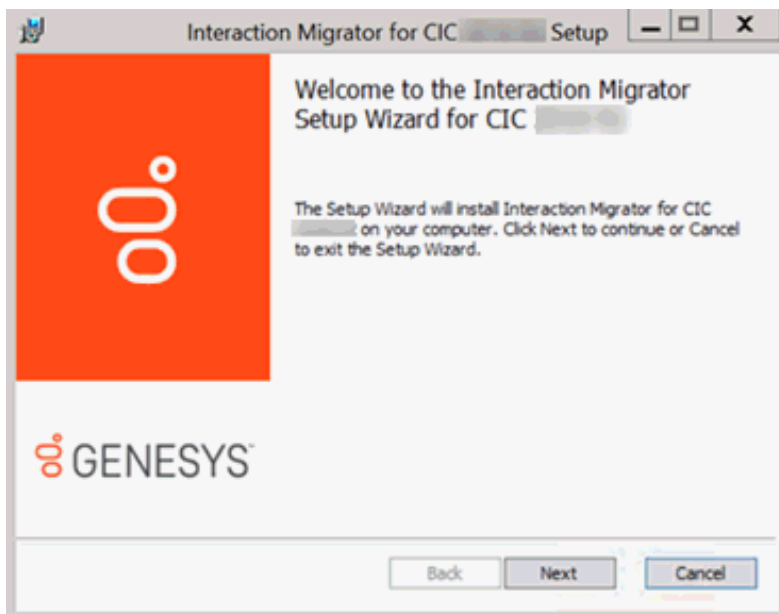 Interaction Migrator for CIC Setup
Welcome to the Interaction Migrator
Setup Wizard for CIC
The Setup Wizard will install Interaction Migrator for CIC
on your computer. Click Next to continue or Cancel
to exit the Setup Wizard.
GENESYS™
Back
Next
Cancel